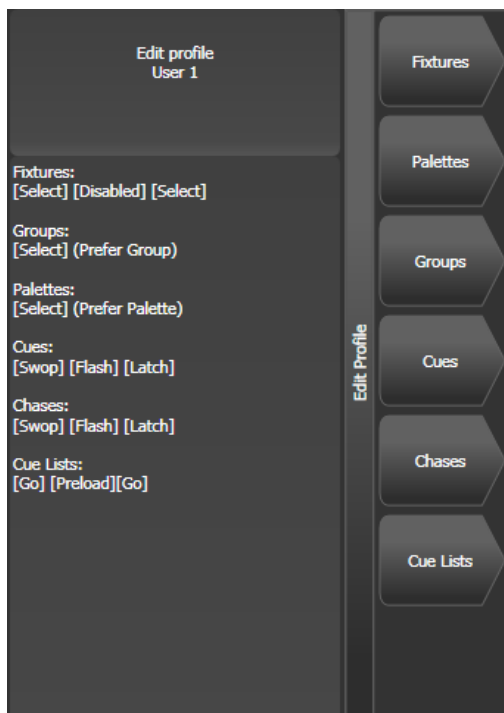 Edit profile
User 1
Fixtures:
[Select] [Disabled] [Select]
Groups:
[Select] (Prefer Group)
Palettes:
[Select] (Prefer Palette)
Cues:
[Swop] [Flash] [Latch]
Chases:
[Swop] [Flash] [Latch]
Cue Lists:
[Go] [Preload][Go]
Edit Profile
Fixtures
Palettes
Groups
Cues
Chases
Cue Lists